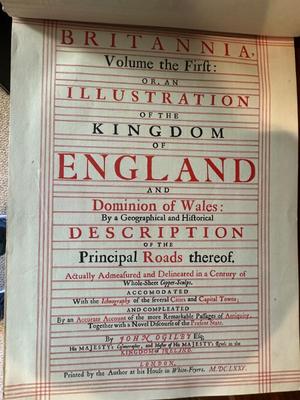 BRITANNIA,
Volume the Firſt:
OR, AN
ILLUSTRATION
OF THE
KINGDOM
OF
ENGLAND
AND
Dominion of Wales:
By a Geographical and Hiſtorical
DESCRIPTION
OF THE
Principal Roads thereof.
Actually Admeaſured and Delineated in a Century of
Whole-Sheet Copper-Sculps.
ACCOMODATED
With the Ichnography of the ſeveral Cities and Capital Towns;
AND COMPLEATED
By an Accurate Account of the more Remarkable Paſſages of Antiquity,
Together with a Novel Diſcourſe of the Preſent State.
By JOHN OGILBY Eſq;
His MAJESTY's Coſmographer, and Maſter of His MAJESTY's Revels in the
KINGDOM of IRELAND.
LONDON,
Printed by the Author at his Houſe in White-Fryers. M.DC.LXXV.